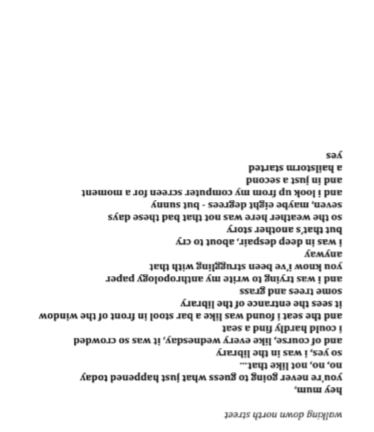 walking down north street
hey mum,
you're never going to guess what just happened today
no, no, not like that...
so yes, i was in the library
and of course, like every wednesday, it was so crowded
i could hardly find a seat
and the seat i found was like a bar stool in front of the window
it sees the entrance of the library
some trees and grass
and i was trying to write my anthropology paper
you know i've been struggling with that
anyway
i was in deep despair, about to cry
but that's another story
so the weather here was not that bad these days
seven, maybe eight degrees - but sunny
and i look up from my computer screen for a moment
and in just a second
a hailstorm started
yes